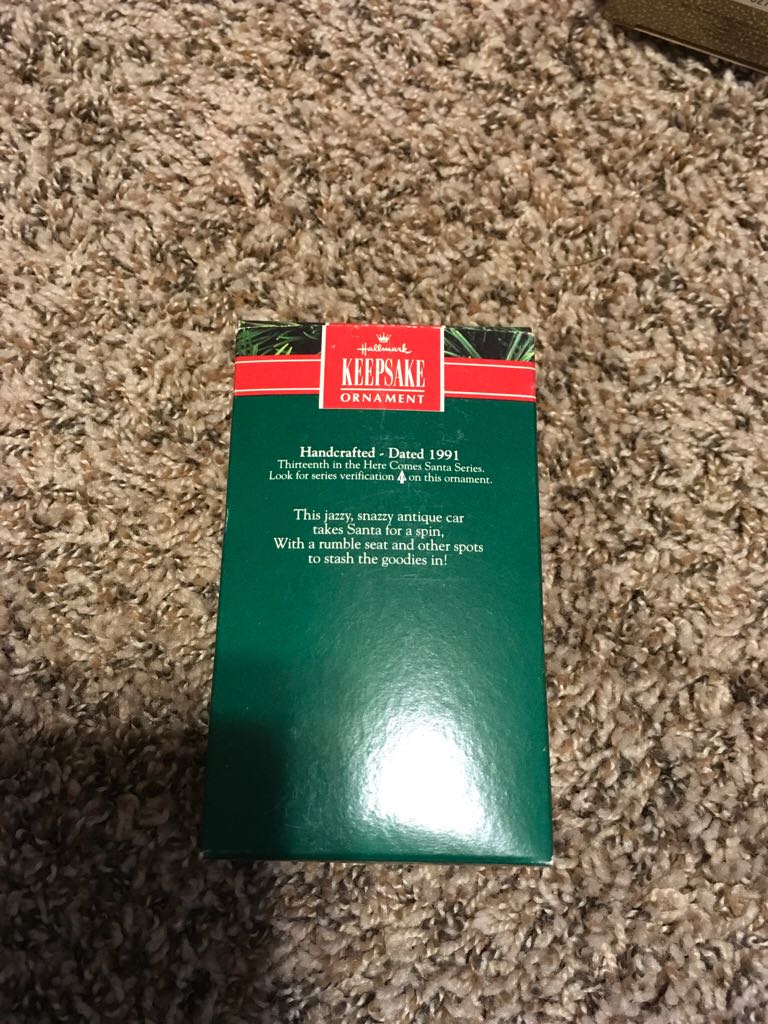 Hallmark
KEEPSAKE
ORNAMENT
Handcrafted - Dated 1991
Thirteenth in the Here Comes Santa Series.
Look for series verification on this ornament.
This jazzy, snazzy antique car
takes Santa for a spin,
With a rumble seat and other spots
to stash the goodies in!